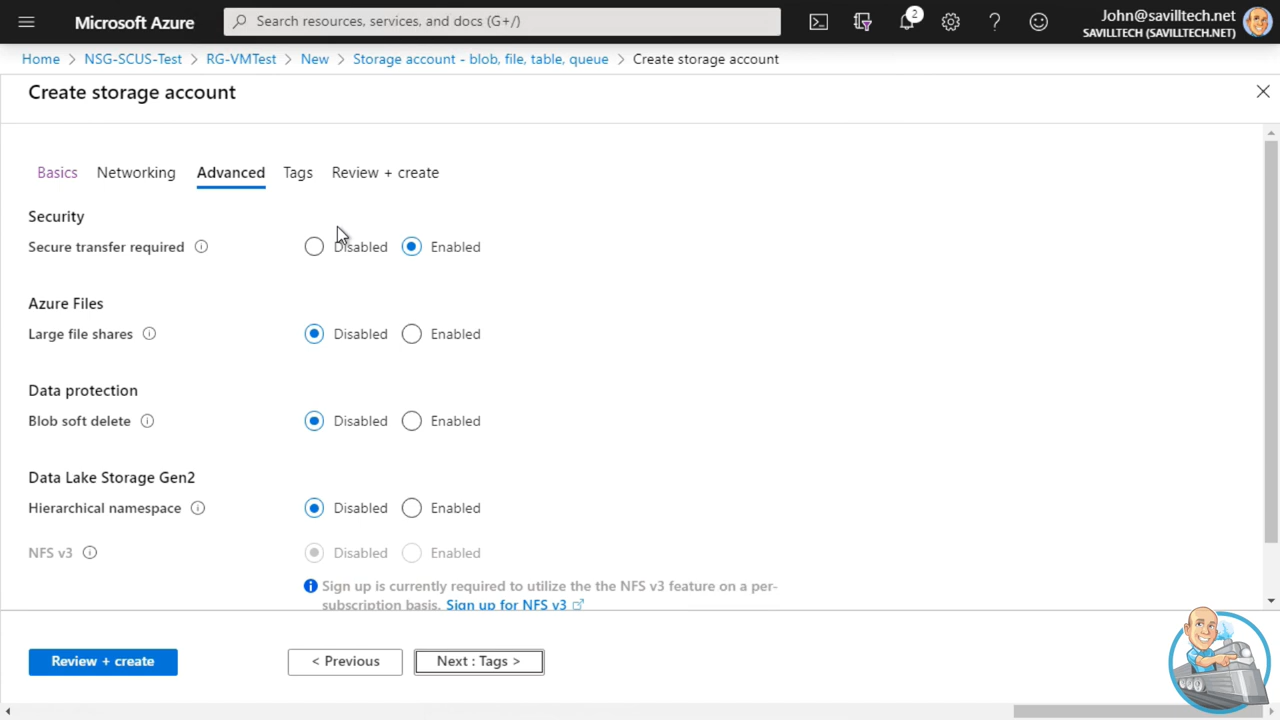 Microsoft Azure
Search resources, services, and docs (G+/)
2
John@savilltech.net
SAVILLTECH (SAVILLTECH.NET)
Home > NSG-SCUS-Test > RG-VMTest > New > Storage account - blob, file, table, queue > Create storage account
Create storage account
Basics Networking Advanced Tags Review + create
Security
Secure transfer required Disabled Enabled
Azure Files
Large file shares Disabled Enabled
Data protection
Blob soft delete Disabled Enabled
Data Lake Storage Gen2
Hierarchical namespace Disabled Enabled
NFS v3 Disabled Enabled
Sign up is currently required to utilize the the NFS v3 feature on a per-
subscription basis. Sign up for NFS v3
Review + create < Previous Next : Tags >